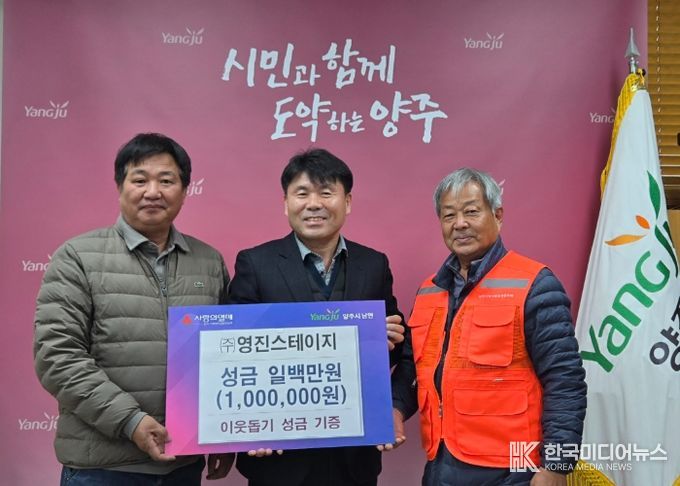 YangJu
YangJu
YangJu
시민과 함께
도약하는 양주
YangJu
YangJu
YangJu
YangJu
사랑의열매
YangJu 양주시 남면
㈜영진스테이지
성금 일백만원
(1,000,000원)
이웃돕기 성금 기증
YangJu
양주
HK 한국미디어뉴스
KOREA MEDIA NEWS